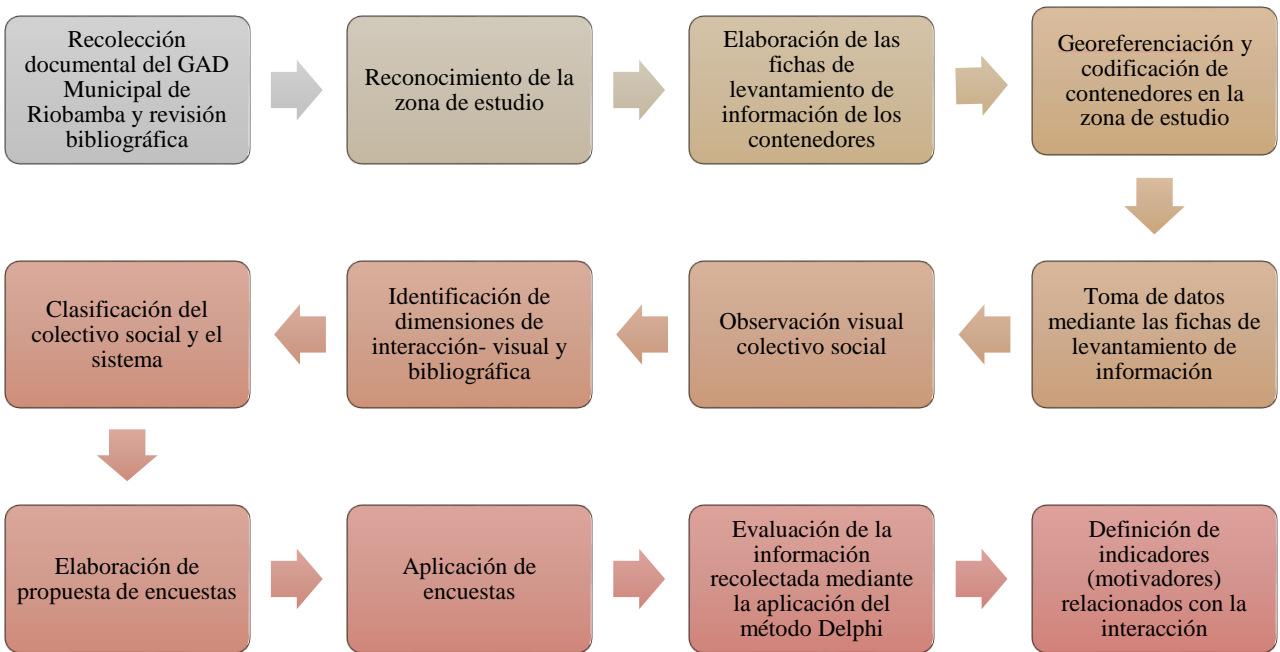 Recolección
documental del GAD
Municipal de
Riobamba y revisión
bibliográfica
Reconocimiento de la
zona de estudio
Elaboración de las
fichas de
levantamiento de
información de los
contenedores
Georeferenciación y
codificación de
contenedores en la
zona de estudio
Toma de datos
mediante las fichas de
levantamiento de
información
Observación visual
colectivo social
Identificación de
dimensiones de
interacción- visual y
bibliográfica
Clasificación del
colectivo social y el
sistema
Elaboración de
propuesta de encuestas
Aplicación de
encuestas
Evaluación de la
información
recolectada mediante
la aplicación del
método Delphi
Definición de
indicadores
(motivadores)
relacionados con la
interacción